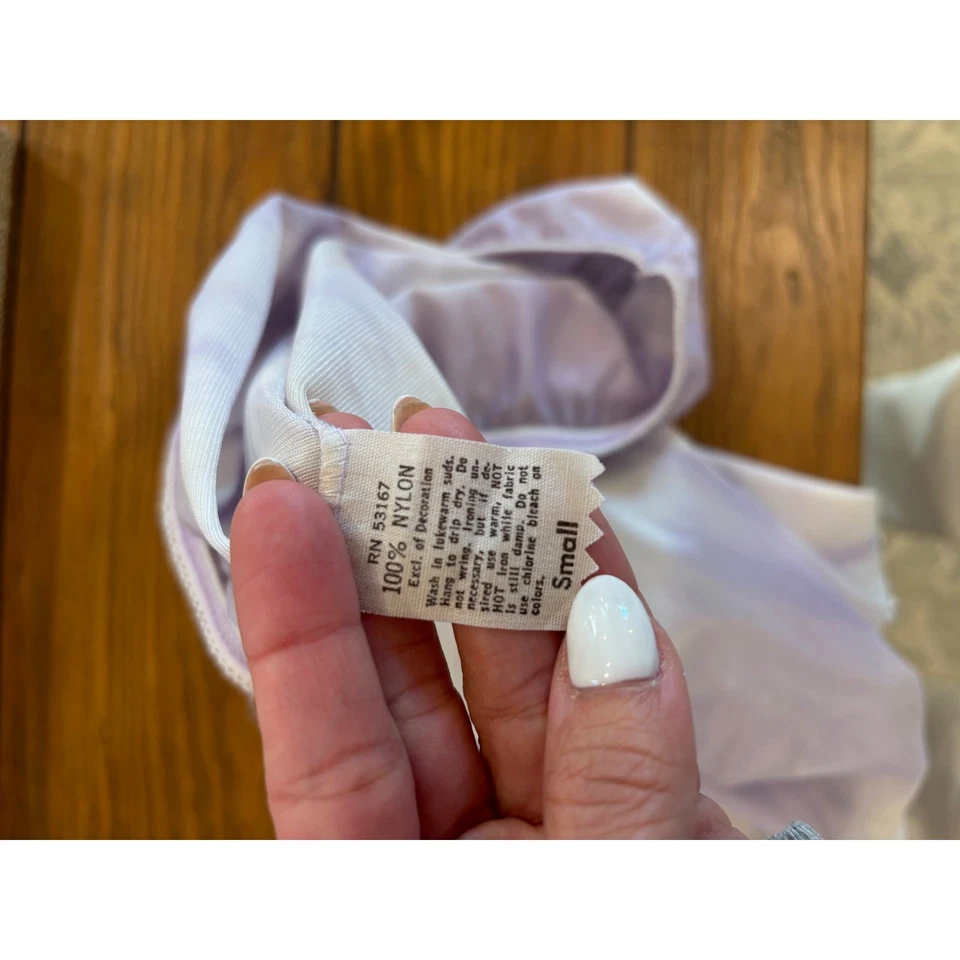 RN 53167
100% NYLON
Excl. of Decoration
Wash in lukewarm suds.
Hang to drip dry. Do
not wring. Ironing un-
necessary, but if de-
sired use warm, NOT
HOT iron while fabric
is still damp. Do not
use chlorine bleach on
colors.
Small